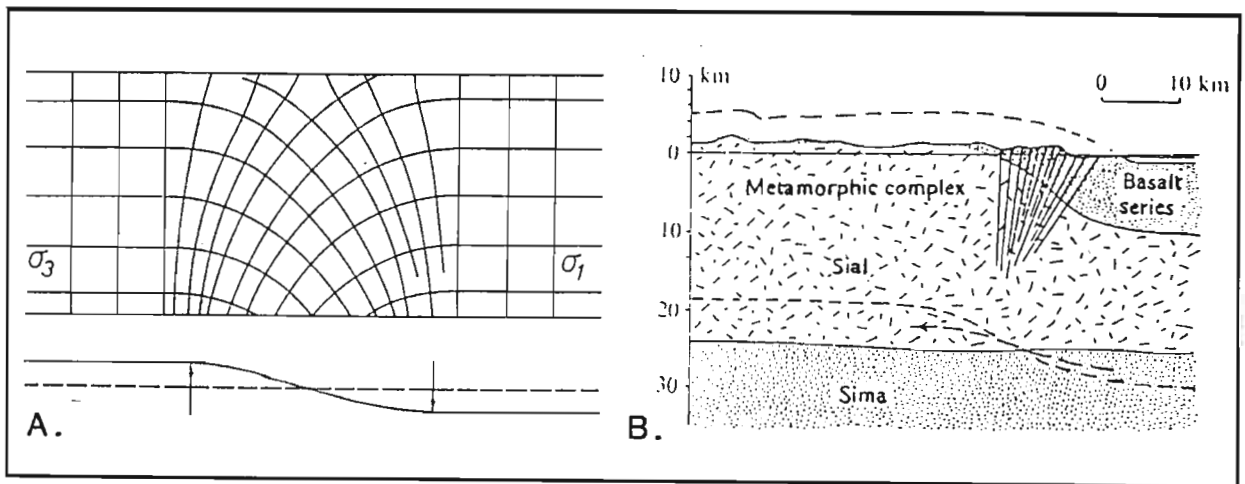 σ3
σ1
A.
10 km
0 10 km
0
Metamorphic complex
Basalt
series
10
Sial
20
30
Sima
B.